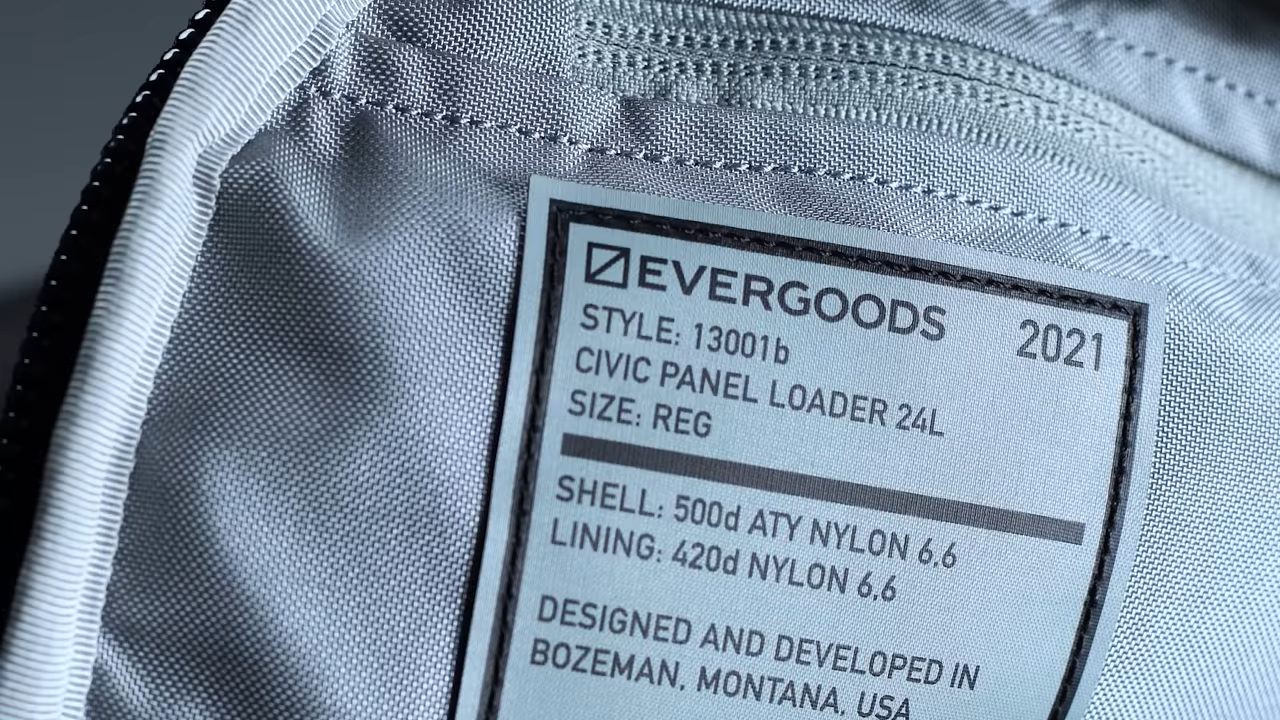 EVERGOODS 2021
STYLE: 13001b
CIVIC PANEL LOADER 24L
SIZE: REG
SHELL: 500d ATY NYLON 6.6
LINING: 420d NYLON 6,6
DESIGNED AND DEVELOPED IN
BOZEMAN. MONTANA, USA